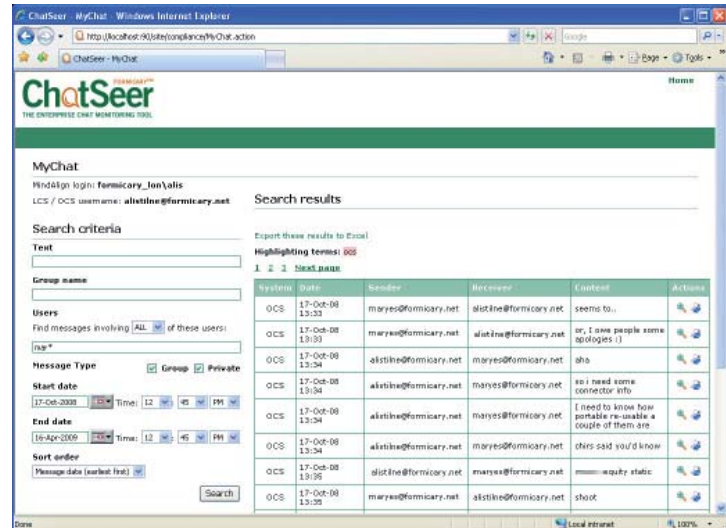 ChatSeer - MyChat - Windows Internet Explorer
http://localhost:90/site/compliance/MyChat.action
Google
ChatSeer - MyChat
Page
Tools
FORMICARY
ChatSeer
THE ENTERPRISE CHAT MONITORING TOOL
Home
MyChat
MindAlign login: formicary_lon\alis
LCS / OCS username: alistilne@formicary.net
Search criteria
Text
Group name
Users
Find messages involving ALL of these users:
mar*
Message Type Group Private
Start date
17-Oct-2008 Time: 12 : 45 PM
End date
16-Apr-2009 Time: 12 : 45 PM
Sort order
Message date (earliest first)
Search
Search results
Export these results to Excel
Highlighting terms: ocs
1 2 3 Next page
System Date Sender Receiver Content Actions
OCS 17-Oct-08 13:33 maryes@formicary.net alistilne@formicary.net seems to..
OCS 17-Oct-08 13:33 maryes@formicary.net alistilne@formicary.net or, I owe people some apologies :)
OCS 17-Oct-08 13:34 alistilne@formicary.net maryes@formicary.net aha
OCS 17-Oct-08 13:34 alistilne@formicary.net maryes@formicary.net so i need some connector info
OCS 17-Oct-08 13:34 alistilne@formicary.net maryes@formicary.net I need to know how portable re-usable a couple of them are
OCS 17-Oct-08 13:34 alistilne@formicary.net maryes@formicary.net chirs said you'd know
OCS 17-Oct-08 13:35 alistilne@formicary.net maryes@formicary.net equity static
OCS 17-Oct-08 13:35 maryes@formicary.net alistilne@formicary.net shoot
Done
Local intranet
100%